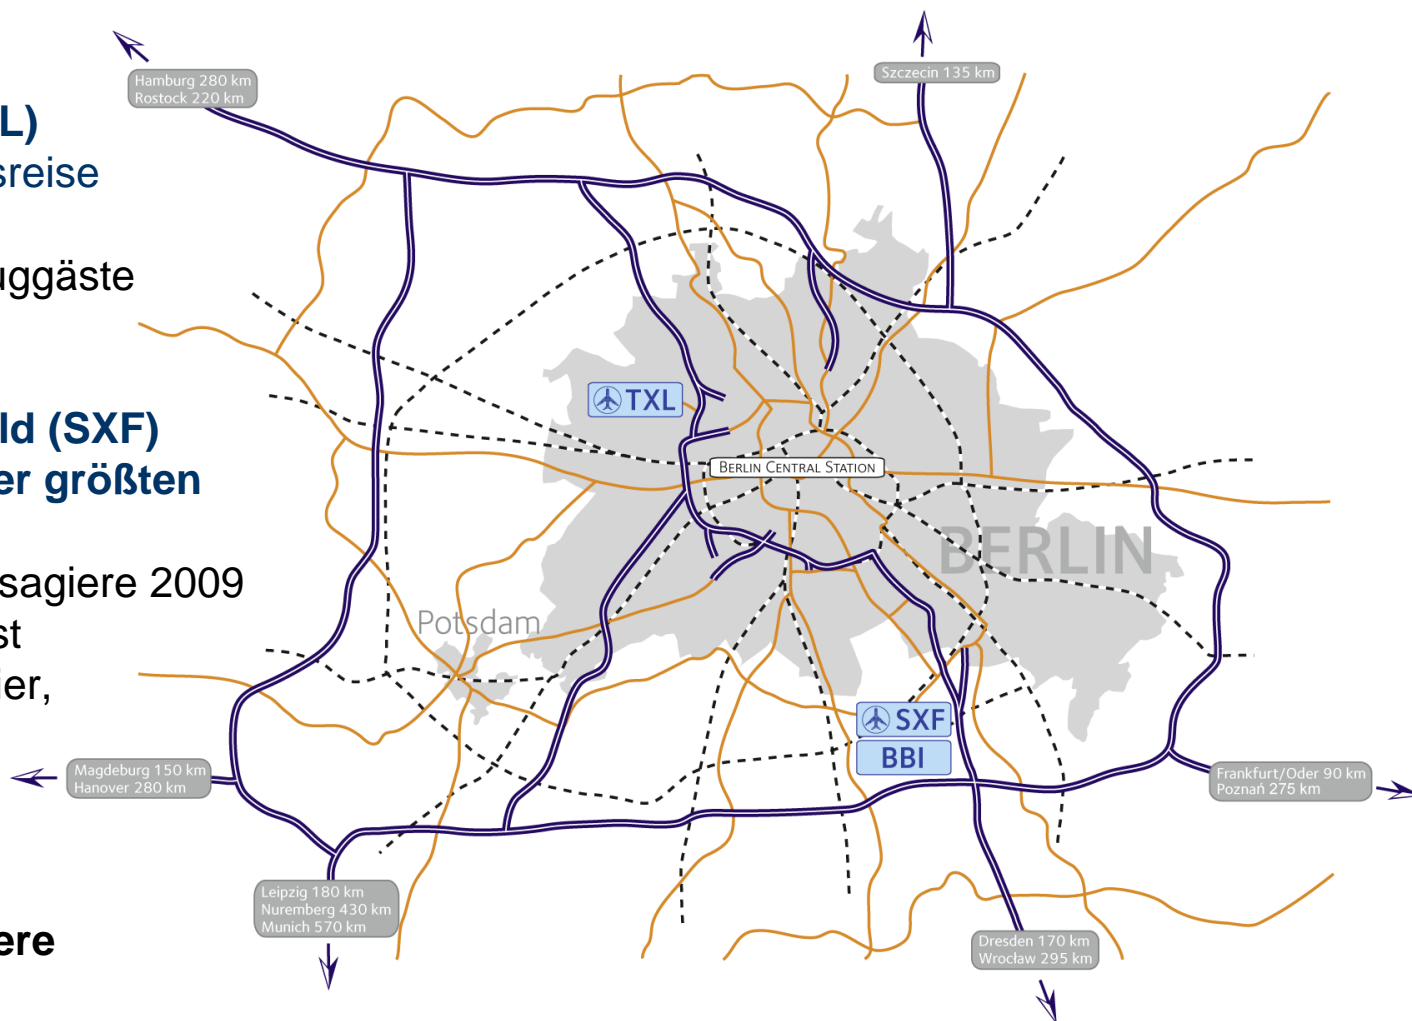 L)
sreise
uggäste
ld (SXF)
er größten
sagiere 2009
st
ier,
ere
Hamburg 280 km
Rostock 220 km
Szczecin 135 km
TXL
BERLIN CENTRAL STATION
BERLIN
Potsdam
SXF
BBI
Magdeburg 150 km
Hanover 280 km
Frankfurt/Oder 90 km
Poznań 275 km
Leipzig 180 km
Nuremberg 430 km
Munich 570 km
Dresden 170 km
Wrocław 295 km